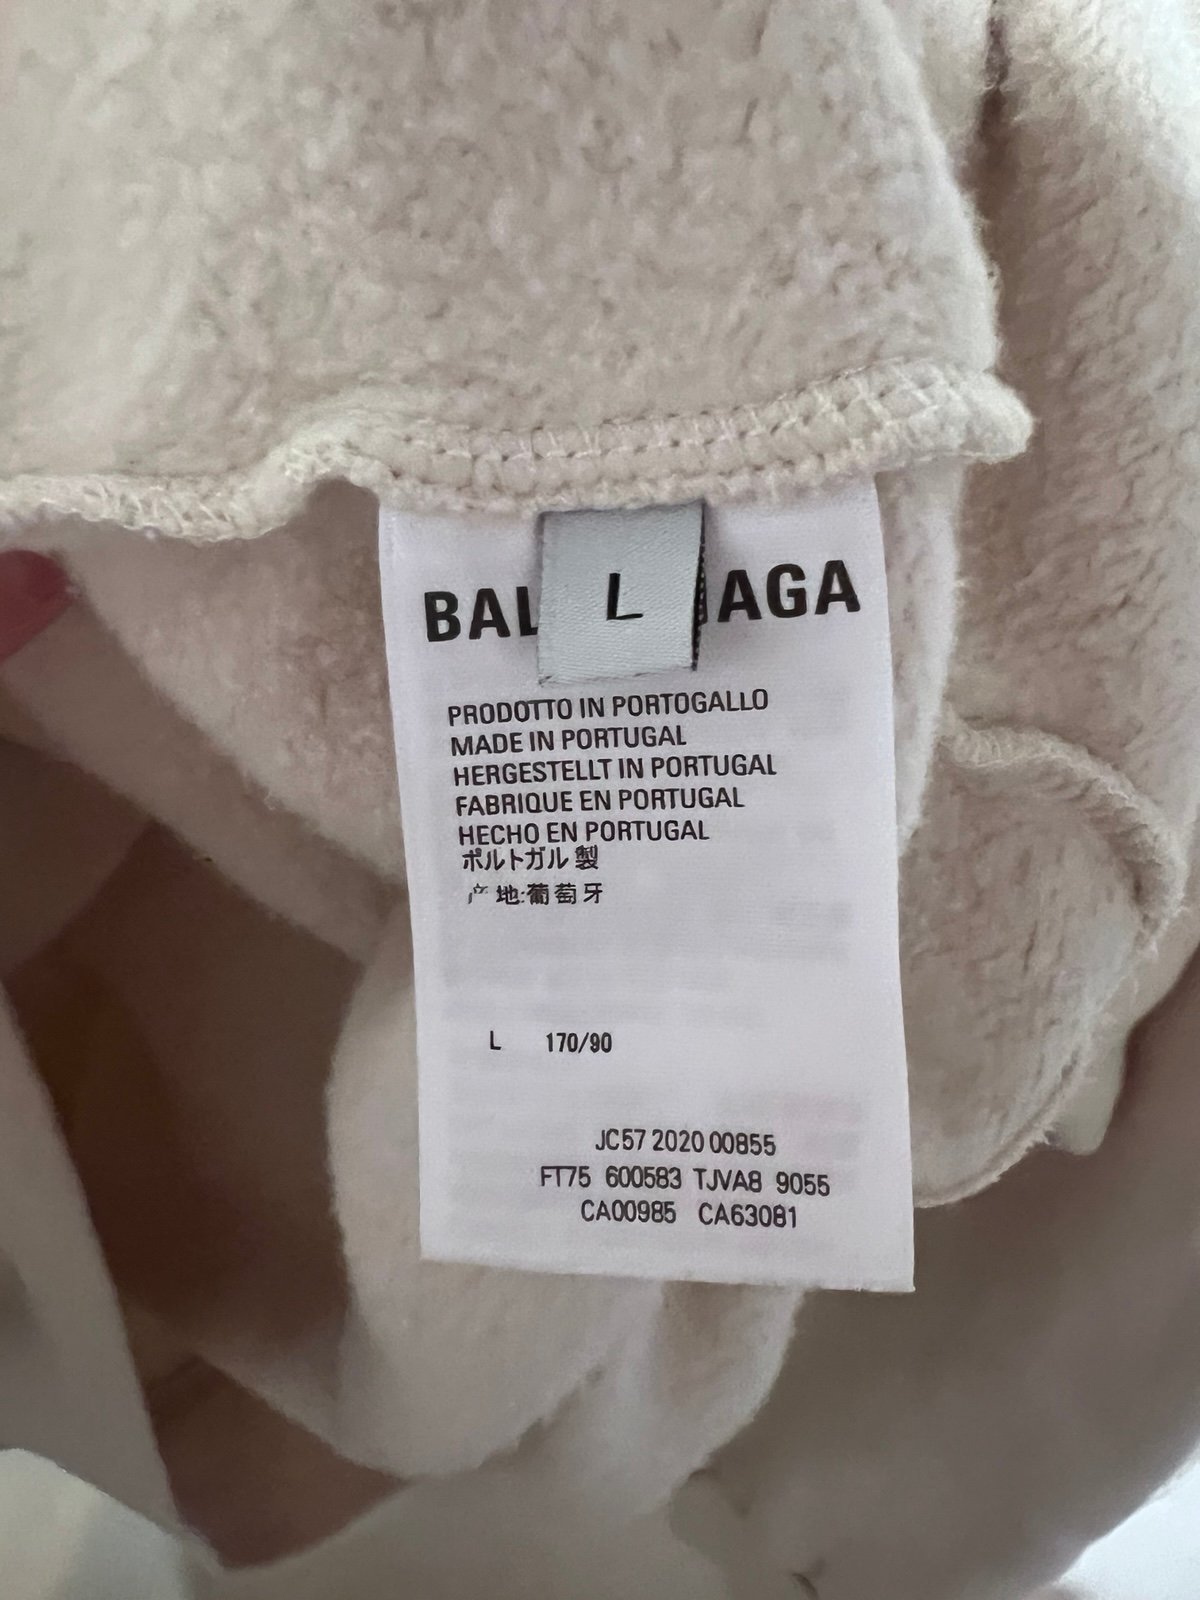 BAL L AGA
PRODOTTO IN PORTOGALLO
MADE IN PORTUGAL
HERGESTELLT IN PORTUGAL
FABRIQUE EN PORTUGAL
HECHO EN PORTUGAL
ポルトガル 製
产 地:葡萄牙
L 170/90
JC57 2020 00855
FT75 600583 TJVA8 9055
CA00985 CA63081